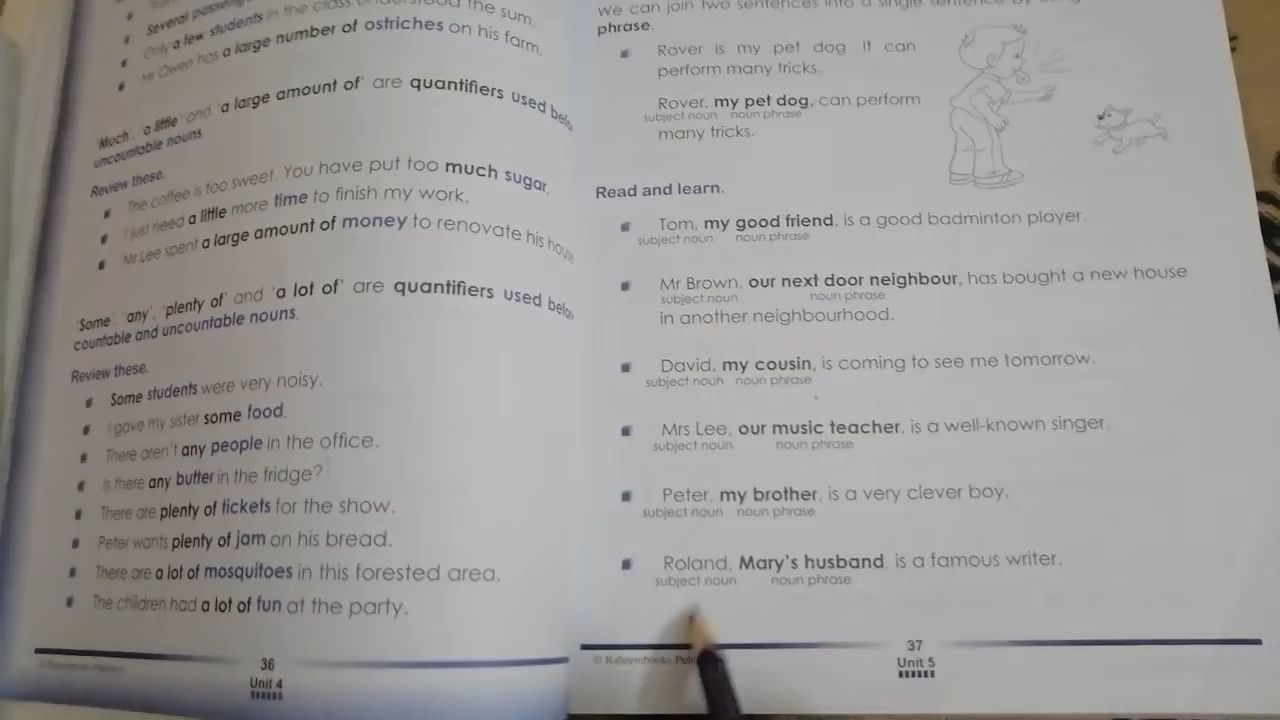 Several
Only a few students in the class the sum.
Mr Owen has a large number of ostriches on his farm.
'Much', 'a little' and 'a large amount of' are quantifiers used
uncountable nouns.
Review these.
The coffee is too sweet. You have put too much sugar.
I just need a little more time to finish my work.
Mr Lee spent a large amount of money to renovate his
'Some', 'any', 'plenty of' and 'a lot of' are quantifiers used
countable and uncountable nouns.
Review these.
Some students were very noisy.
I gave my sister some food.
There aren't any people in the office.
Is there any butter in the fridge?
There are plenty of tickets for the show.
Peter wants plenty of jam on his bread.
There are a lot of mosquitoes in this forested area.
The children had a lot of fun at the party.
36
Unit 4
We can join two sentences into a single sentence by using
phrase.
Rover is my pet dog. It can
perform many tricks.
Rover, my pet dog, can perform
subject noun noun phrase
many tricks.
Read and learn.
Tom, my good friend, is a good badminton player.
subject noun noun phrase
Mr Brown, our next door neighbour, has bought a new house
subject noun noun phrase
in another neighbourhood.
David, my cousin, is coming to see me tomorrow.
subject noun noun phrase
Mrs Lee, our music teacher, is a well-known singer.
subject noun noun phrase
Peter, my brother, is a very clever boy.
subject noun noun phrase
Roland, Mary's husband, is a famous writer.
subject noun noun phrase
37
Unit 5